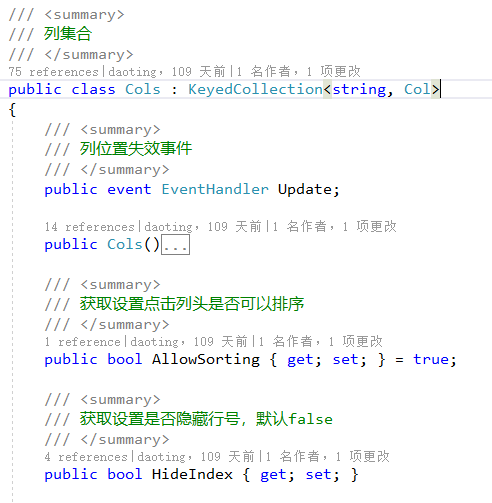 /// <summary>
/// 列集合
/// </summary>
75 references|daoting，109 天前|1 名作者，1 项更改
public class Cols : KeyedCollection<string, Col>
{
/// <summary>
/// 列位置失效事件
/// </summary>
public event EventHandler Update;
14 references|daoting，109 天前|1 名作者，1 项更改
public Cols()...
/// <summary>
/// 获取设置点击列头是否可以排序
/// </summary>
1 reference|daoting，109 天前|1 名作者，1 项更改
public bool AllowSorting { get; set; } = true;
/// <summary>
/// 获取设置是否隐藏行号，默认false
/// </summary>
4 references|daoting，109 天前|1 名作者，1 项更改
public bool HideIndex { get; set; }